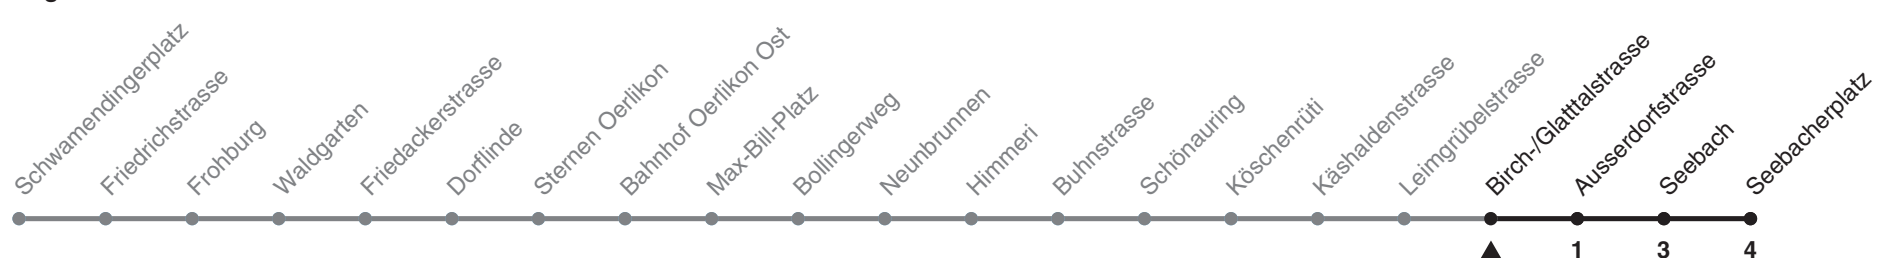 Schwamendingerplatz
Friedrichstrasse
Frohburg
Waldgarten
Friedackerstrasse
Dorflinde
Sternen Oerlikon
Bahnhof Oerlikon Ost
Max-Bill-Platz
Bollingerweg
Neunbrunnen
Himmeri
Buhnstrasse
Schönauring
Köschenrüti
Käshaldenstrasse
Leimgrübelstrasse
Birch-/Glatttalstrasse
Ausserdorfstrasse
Seebach
Seebacherplatz
1 3 4